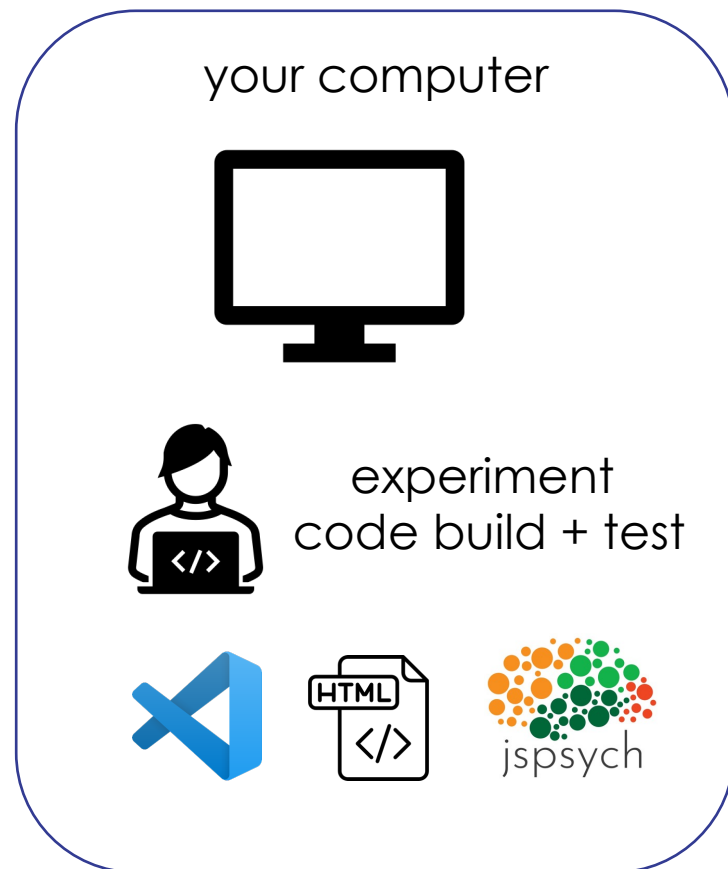 your computer
experiment
code build + test
</>
HTML
</>
jspsych